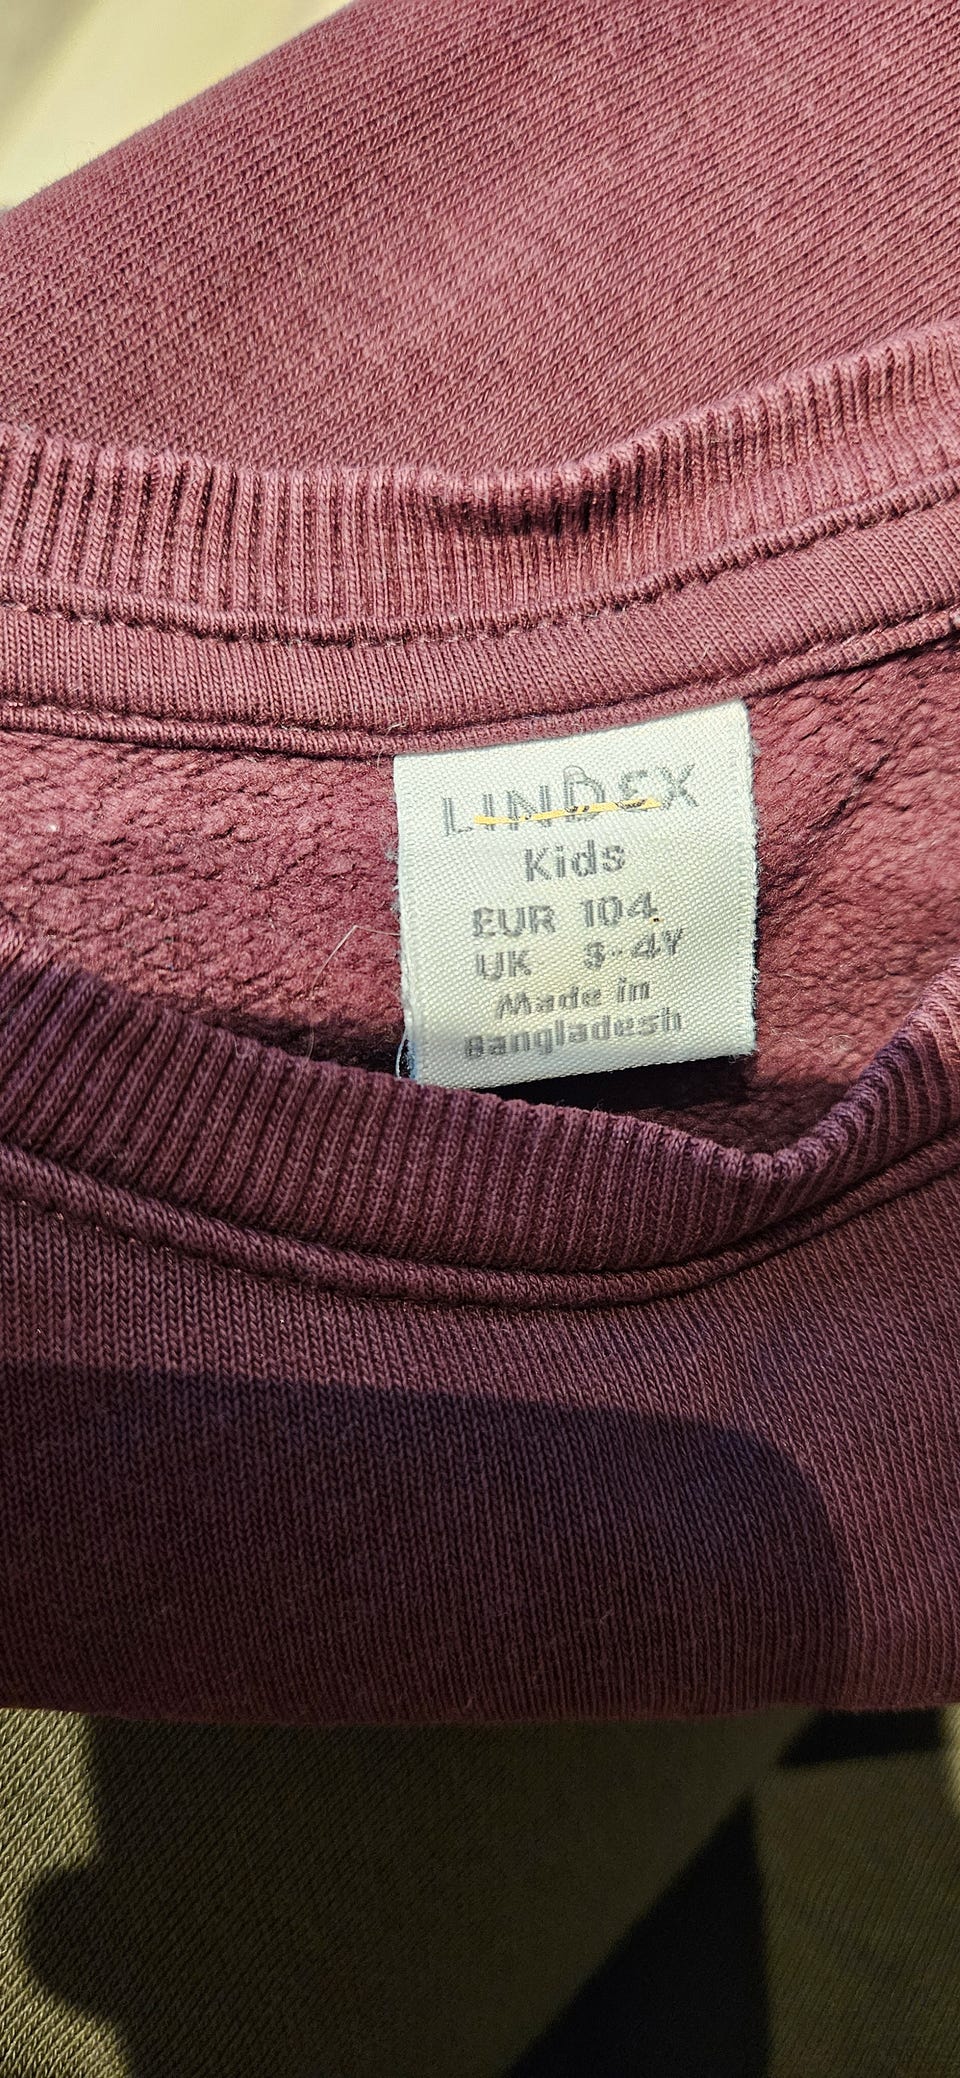 LINDEX
Kids
EUR 104
UK 3-4Y
Made in
Bangladesh